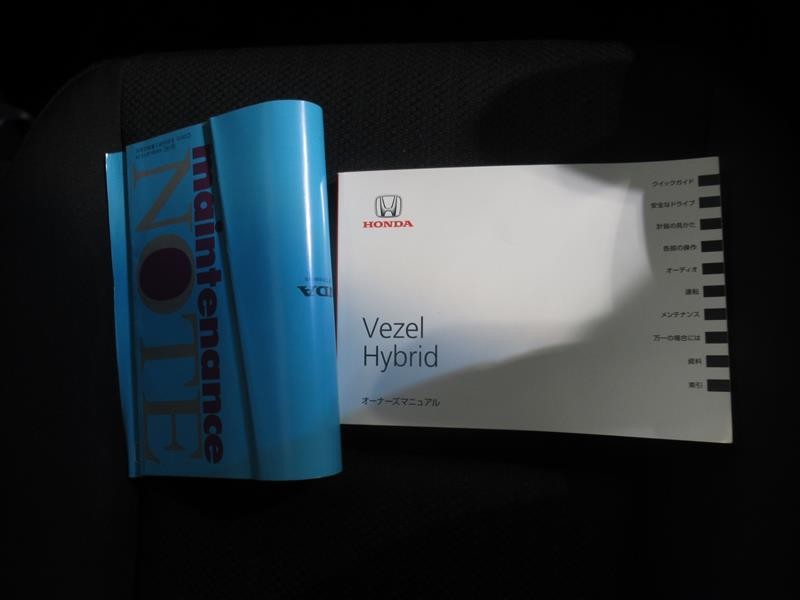 maintenance
NOTE
HONDA
Vezel
Hybrid
オーナーズマニュアル
クイックガイド
安全なドライブ
計器の見かた
各部の操作
オーディオ
運転
メンテナンス
万一の場合には
資料
索引